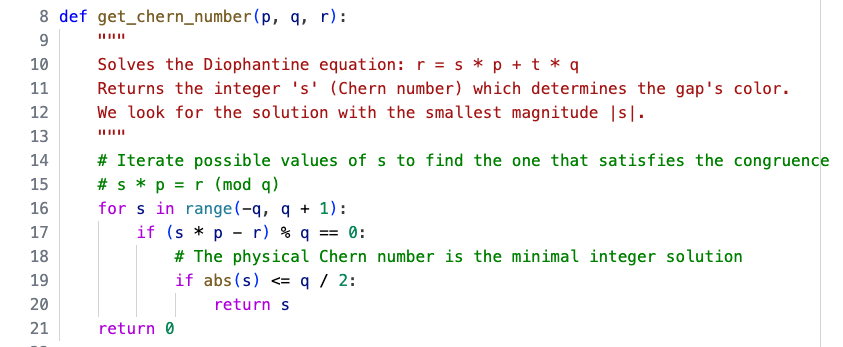 8 def get_chern_number(p, q, r):
9     """
10     Solves the Diophantine equation: r = s * p + t * q
11     Returns the integer 's' (Chern number) which determines the gap's color.
12     We look for the solution with the smallest magnitude |s|.
13     """
14     # Iterate possible values of s to find the one that satisfies the congruence
15     # s * p = r (mod q)
16     for s in range(-q, q + 1):
17         if (s * p - r) % q == 0:
18             # The physical Chern number is the minimal integer solution
19             if abs(s) <= q / 2:
20                 return s
21     return 0